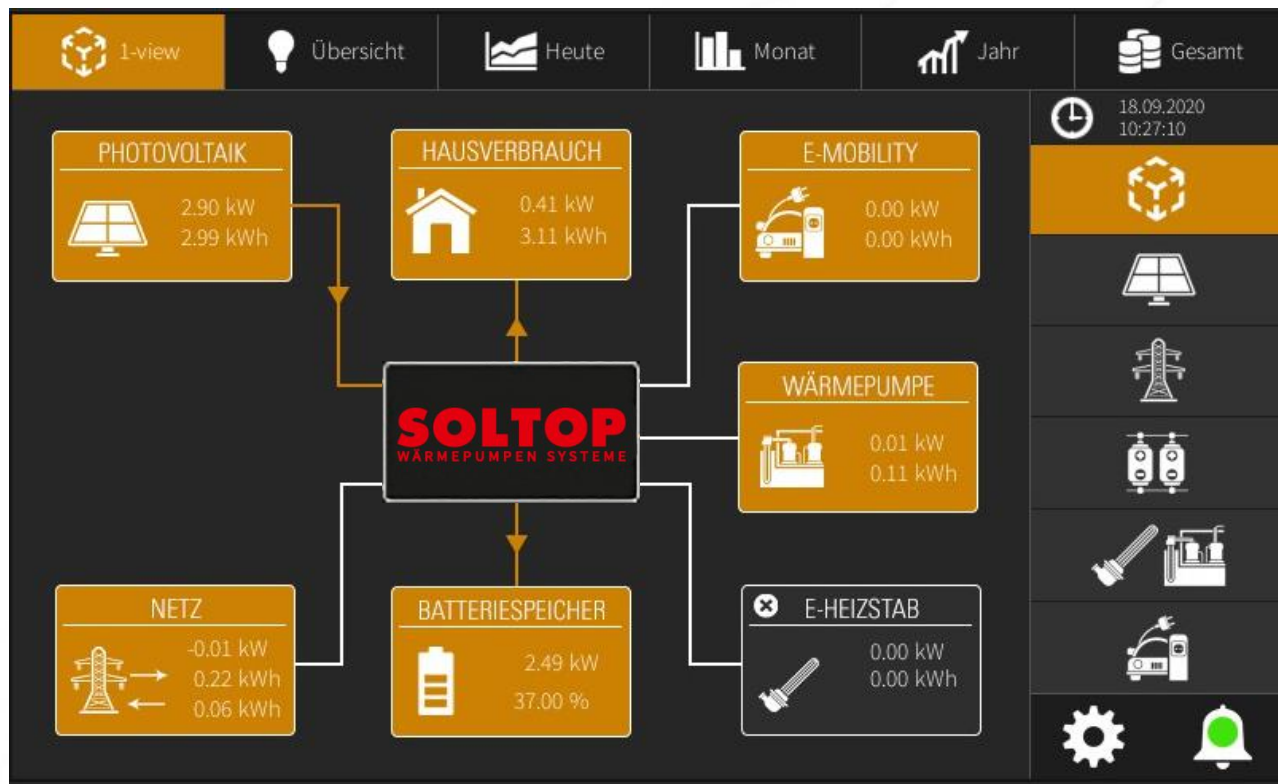 1-view
Übersicht
Heute
Monat
Jahr
Gesamt
18.09.2020
10:27:10
PHOTOVOLTAIK
2.90 kW
2.99 kWh
HAUSVERBRAUCH
0.41 kW
3.11 kWh
E-MOBILITY
0.00 kW
0.00 kWh
SOLTOP
WÄRMEPUMPEN SYSTEME
WÄRMEPUMPE
0.01 kW
0.11 kWh
NETZ
-0.01 kW
0.22 kWh
0.06 kWh
BATTERIESPEICHER
2.49 kW
37.00 %
E-HEIZSTAB
0.00 kW
0.00 kWh